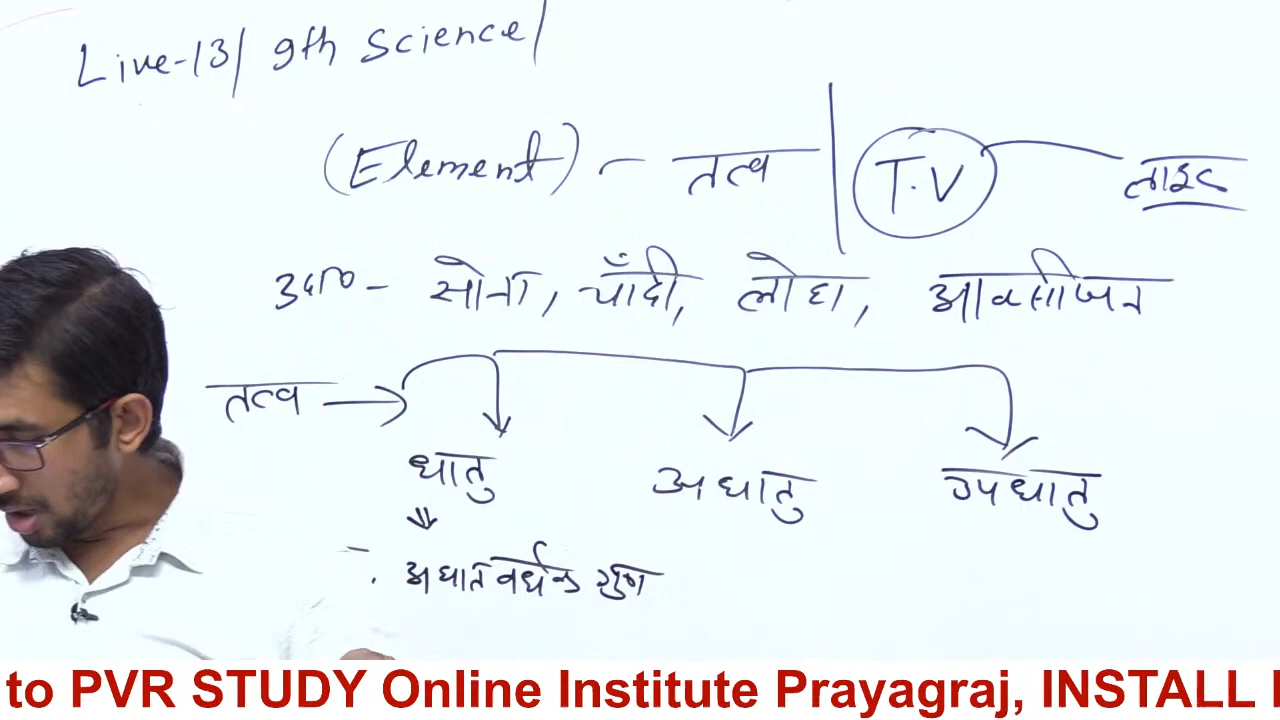 Live-13/ 9th Science/
(Element) - तत्व | T.V लाइट
उदा० - सोना, चाँदी, लोहा, आक्सीजन
तत्व →
धातु अधातु उपधातु
अघातवर्धक गुण
to PVR STUDY Online Institute Prayagraj, INSTALL